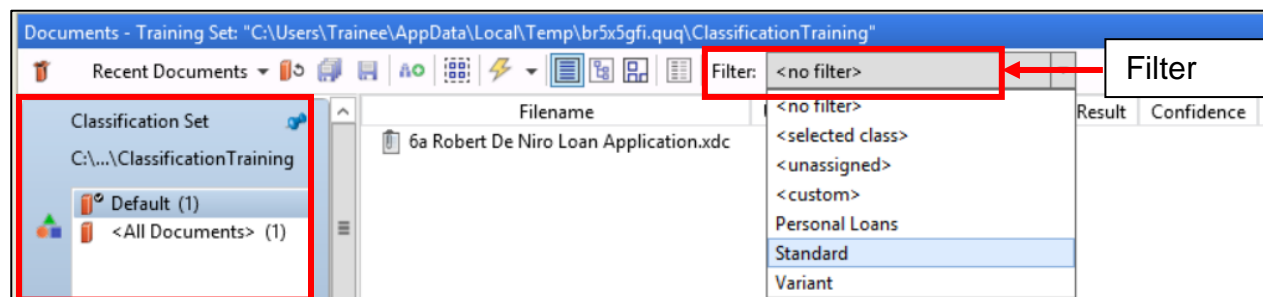 Documents - Training Set: "C:\Users\Trainee\AppData\Local\Temp\br5x5gfi.quq\ClassificationTraining"
Recent Documents Filter: <no filter> Filter
Classification Set
C:\...\ClassificationTraining
Default (1)
<All Documents> (1)
Filename Result Confidence
6a Robert De Niro Loan Application.xdc
<no filter>
<selected class>
<unassigned>
<custom>
Personal Loans
Standard
Variant